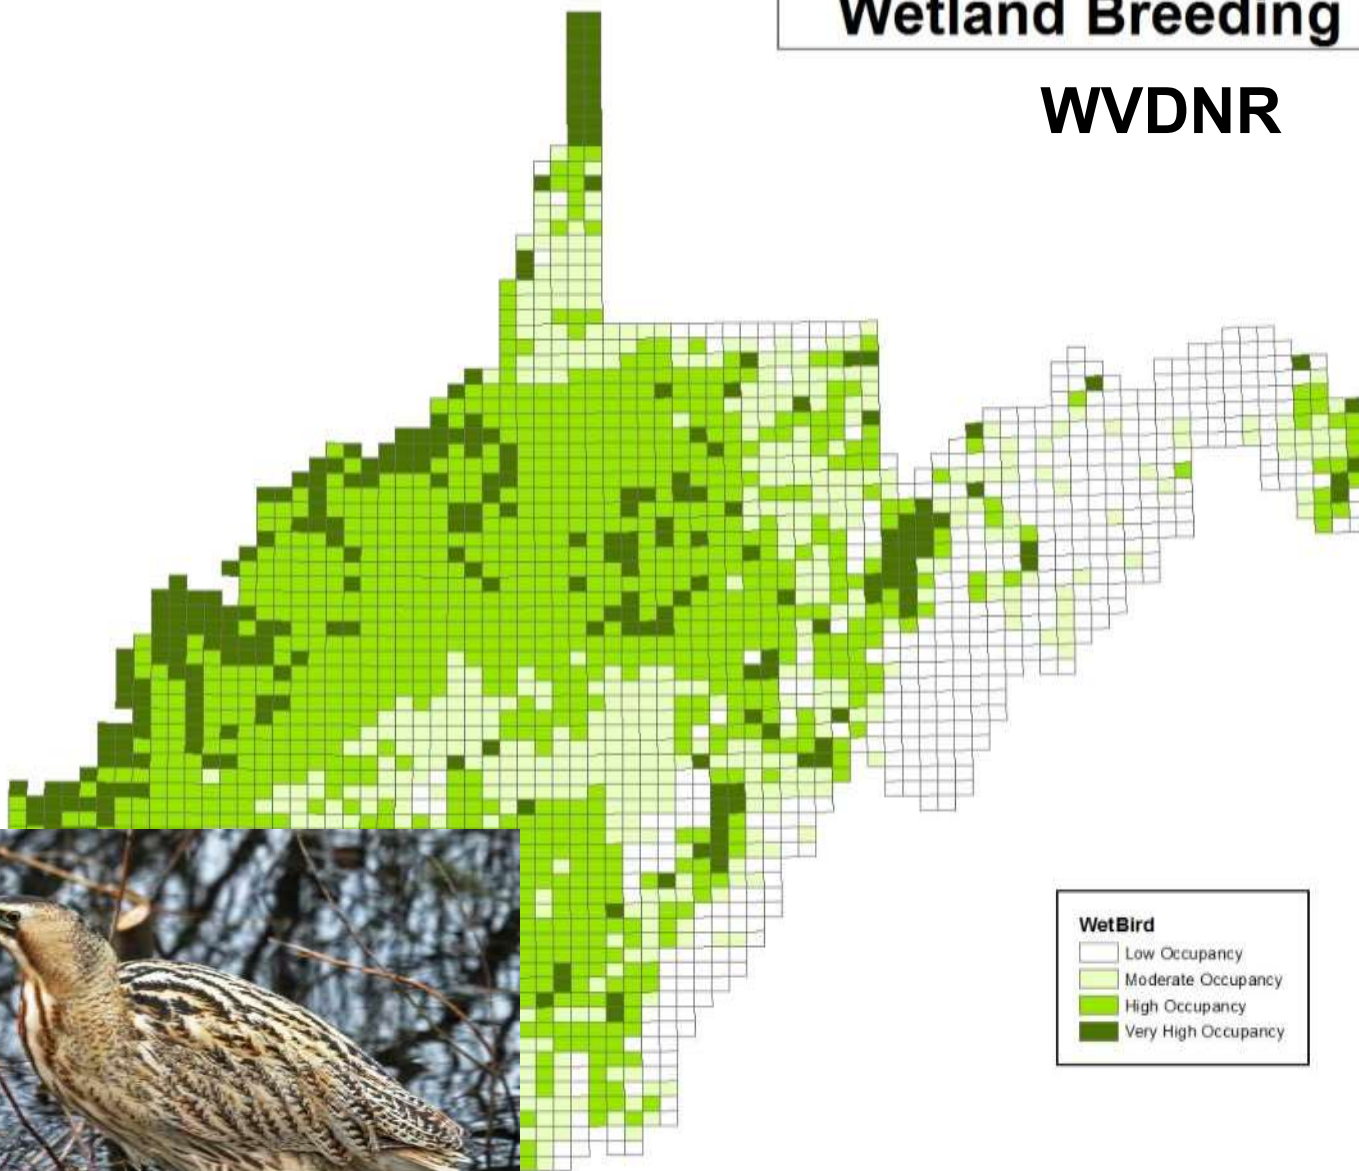 Wetland Breeding
WVDNR
WetBird
Low Occupancy
Moderate Occupancy
High Occupancy
Very High Occupancy